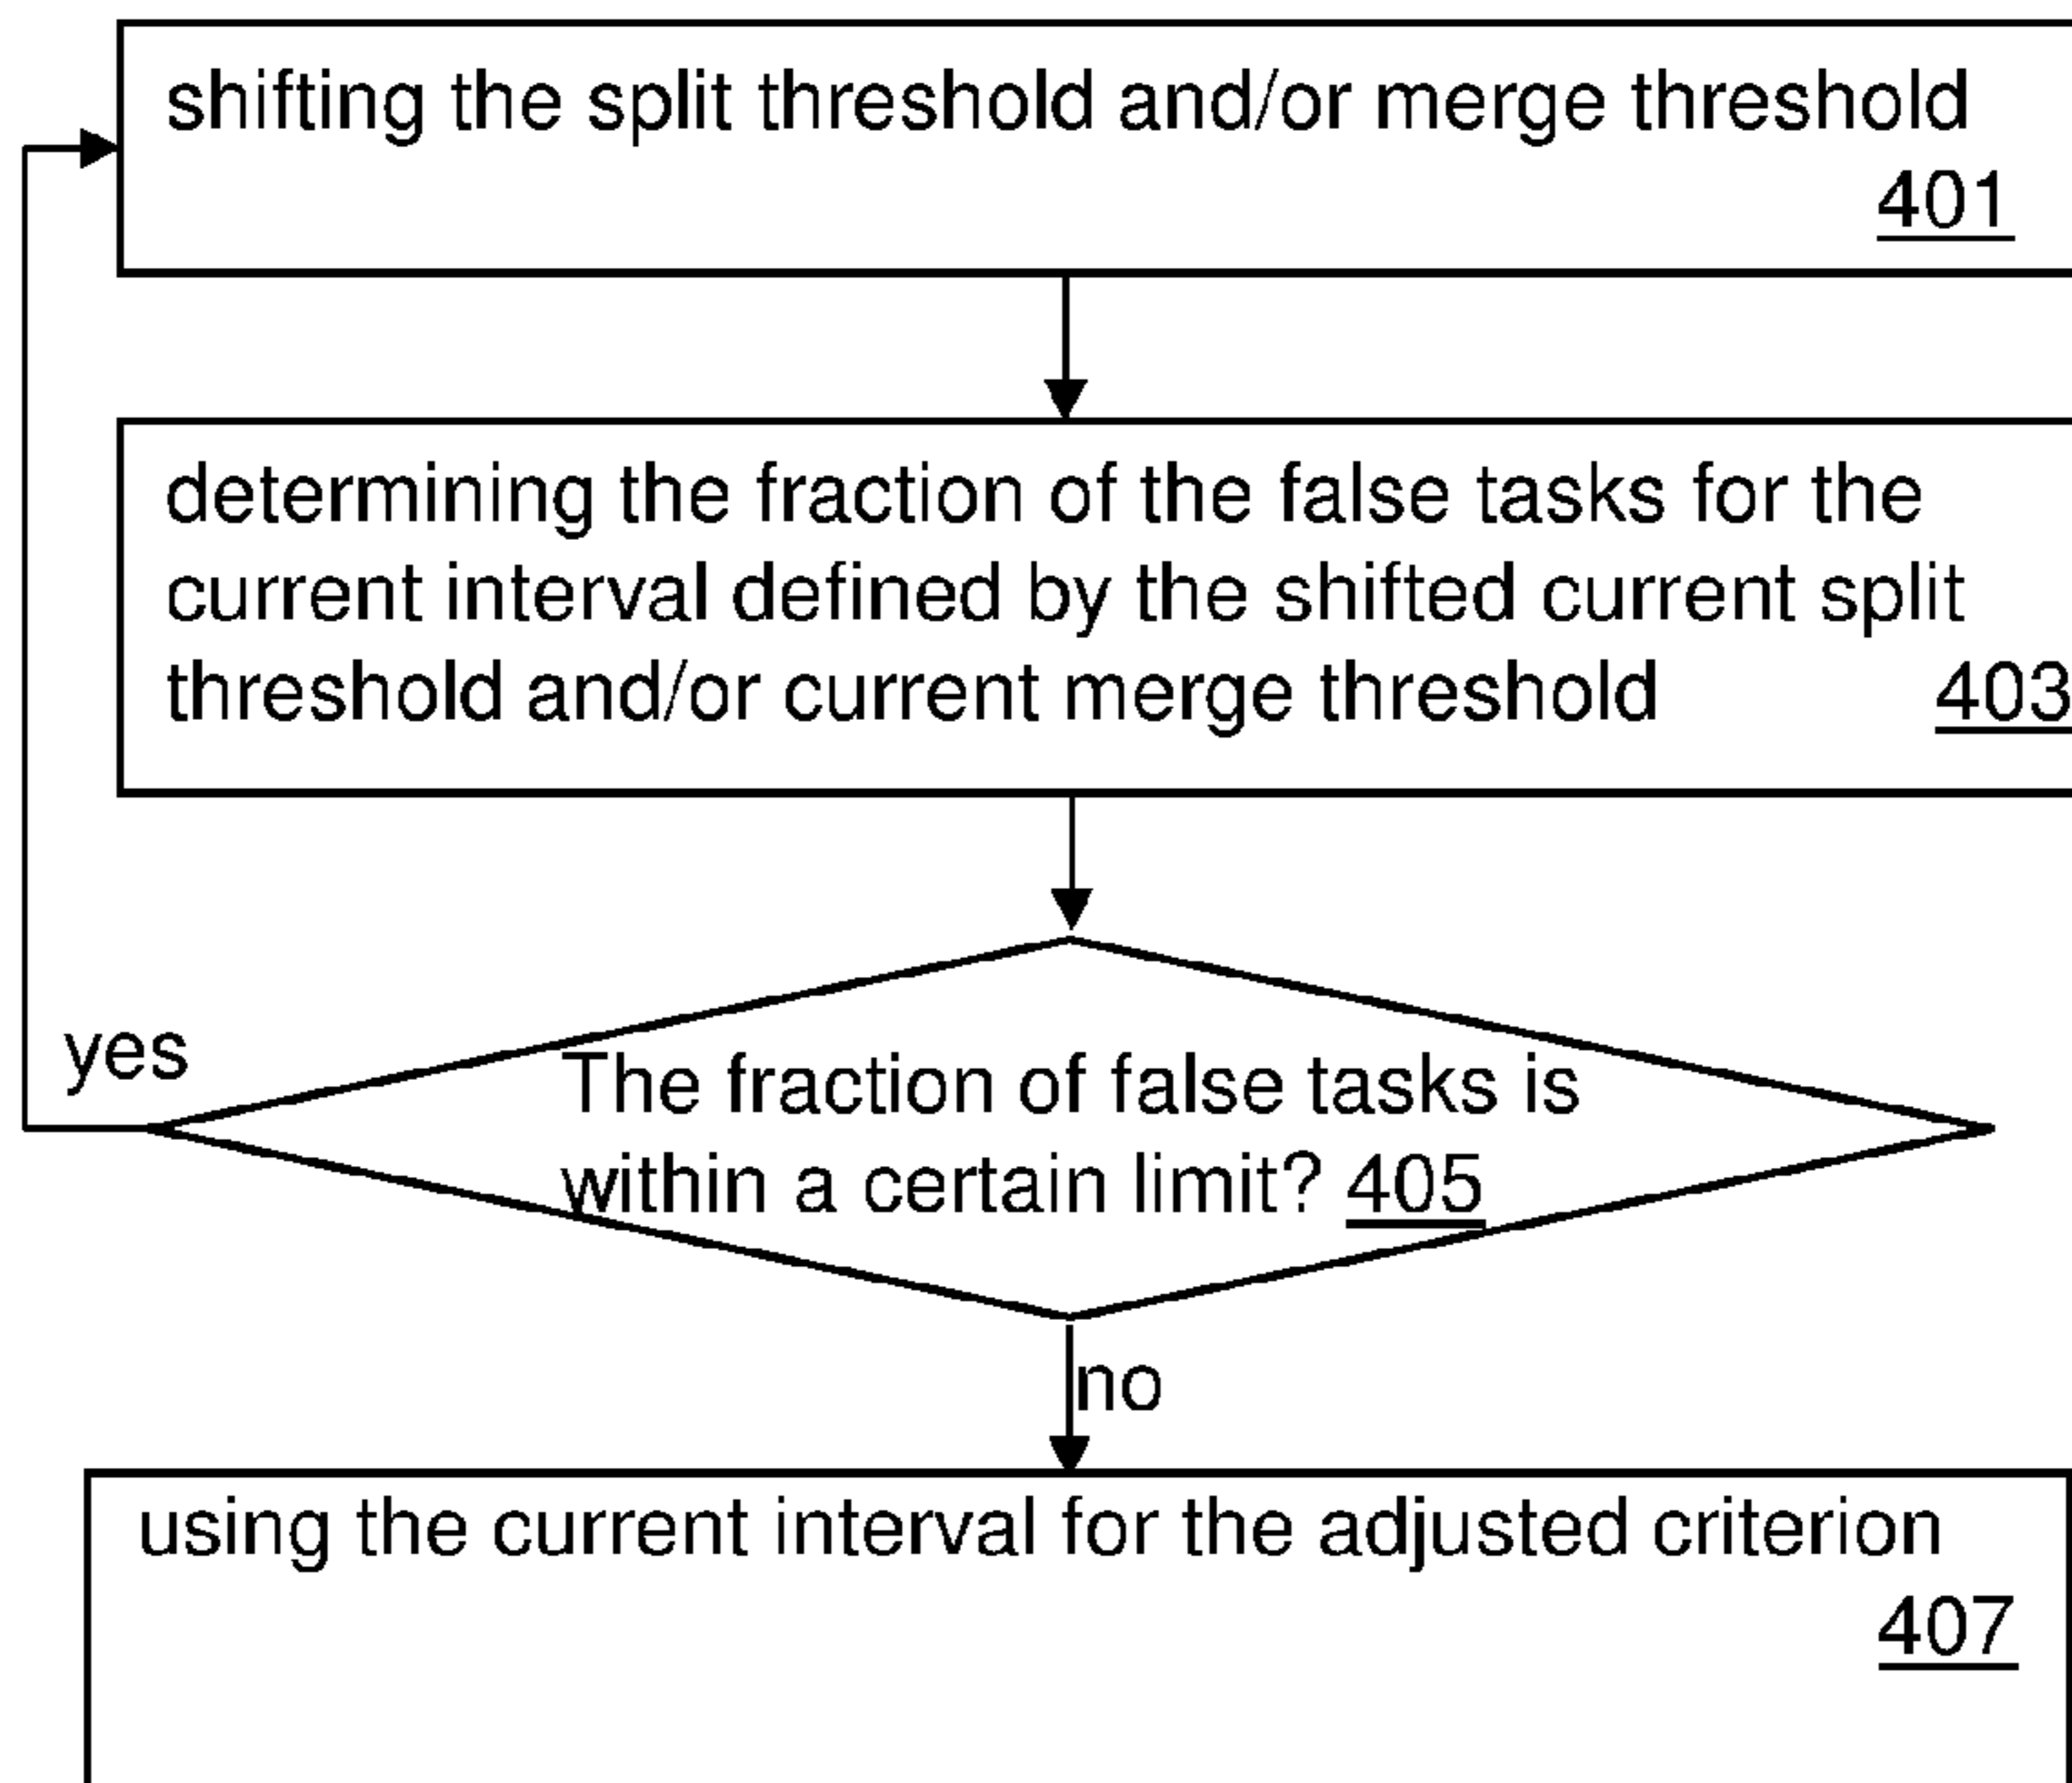 shifting the split threshold and/or merge threshold
401
determining the fraction of the false tasks for the
current interval defined by the shifted current split
threshold and/or current merge threshold 403
yes
The fraction of false tasks is
within a certain limit? 405
no
using the current interval for the adjusted criterion
407